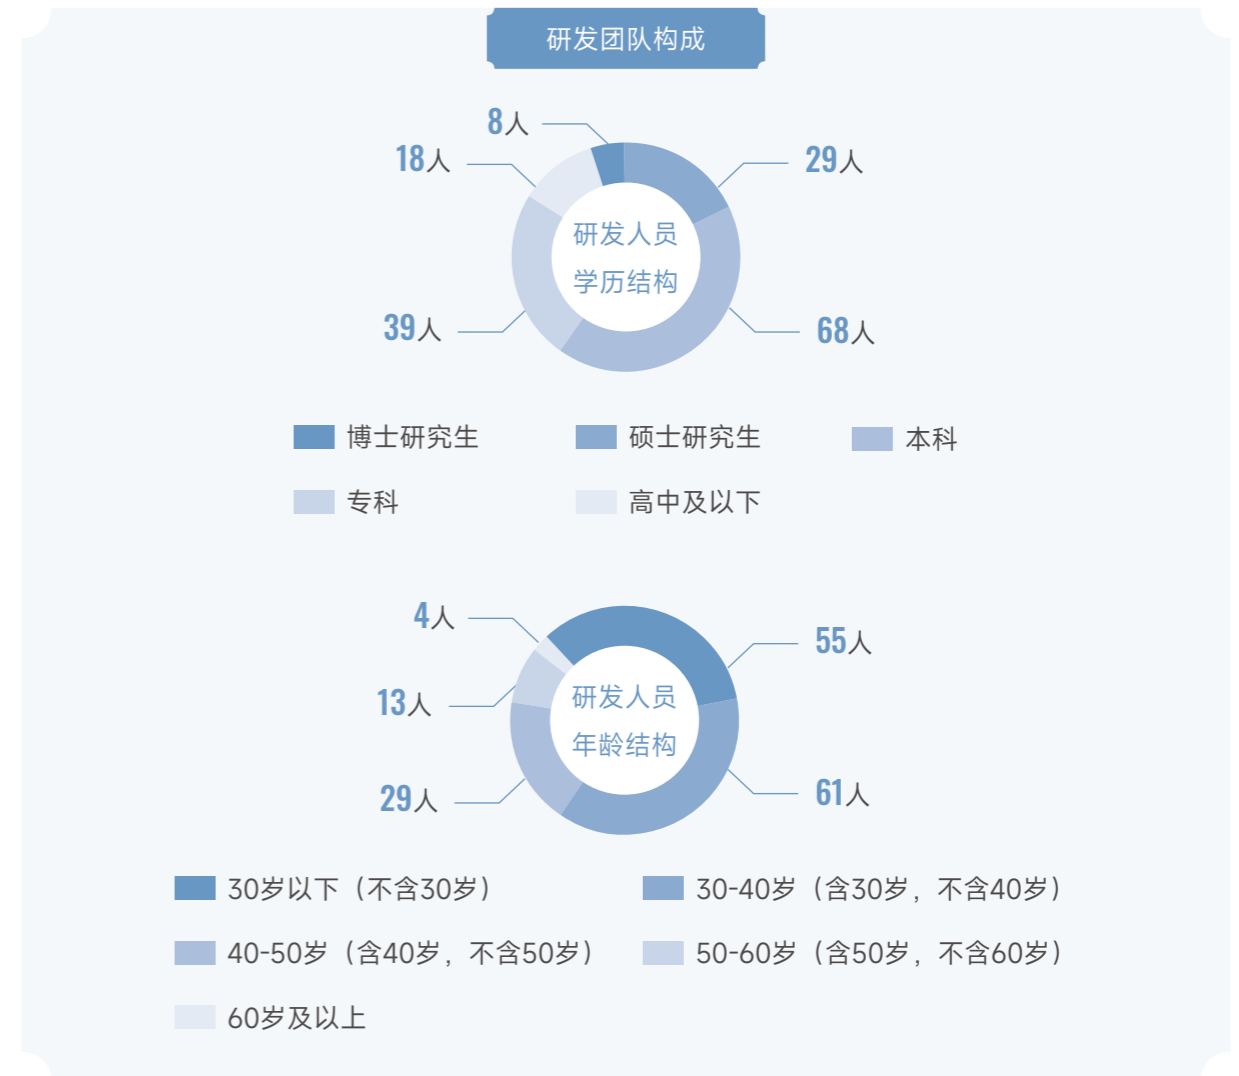 研发团队构成
8人
18人
29人
研发人员
学历结构
39人
68人
博士研究生
硕士研究生
本科
专科
高中及以下
4人
55人
13人
研发人员
年龄结构
29人
61人
30岁以下（不含30岁）
30-40岁（含30岁，不含40岁）
40-50岁（含40岁，不含50岁）
50-60岁（含50岁，不含60岁）
60岁及以上